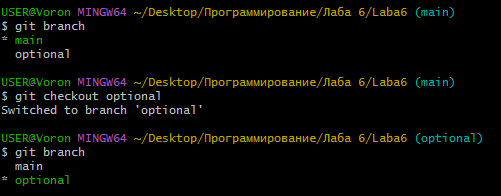 USER@Voron MINGW64 ~/Desktop/Программирование/Лаба 6/Laba6 (main)
$ git branch
* main
  optional
USER@Voron MINGW64 ~/Desktop/Программирование/Лаба 6/Laba6 (main)
$ git checkout optional
Switched to branch 'optional'
USER@Voron MINGW64 ~/Desktop/Программирование/Лаба 6/Laba6 (optional)
$ git branch
  main
* optional